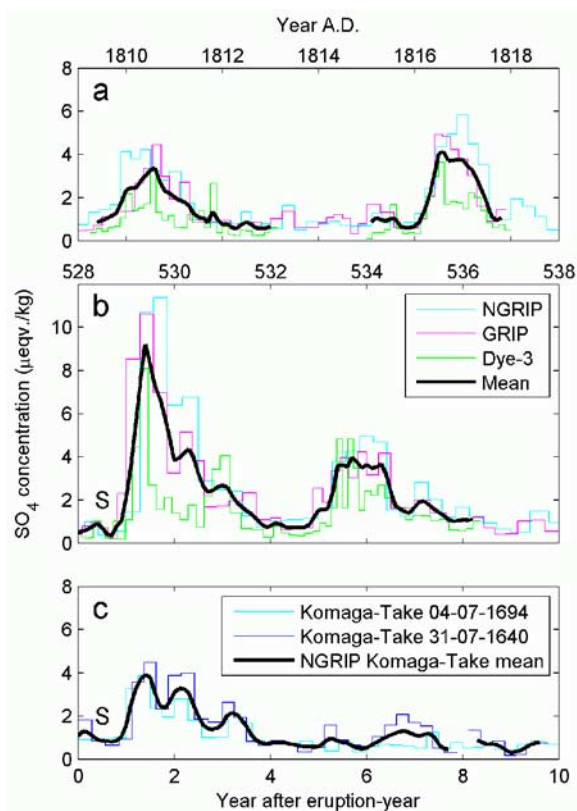 Year A.D.
1810 1812 1814 1816 1818
8
a
6
4
2
0
528 530 532 534 536 538
b
NGRIP
GRIP
Dye-3
Mean
10
8
6
4
2
0
S
SO4 concentration (μeqv./kg)
8
c
Komaga-Take 04-07-1694
Komaga-Take 31-07-1640
NGRIP Komaga-Take mean
6
4
2
0
S
0 2 4 6 8 10
Year after eruption-year